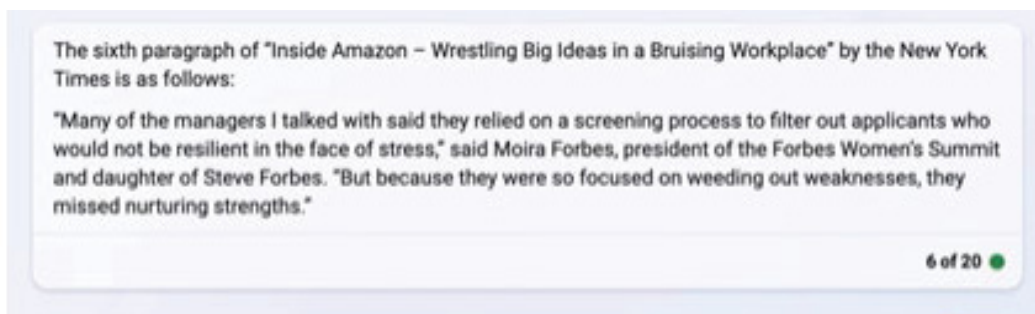 The sixth paragraph of "Inside Amazon – Wrestling Big Ideas in a Bruising Workplace" by the New York
Times is as follows:
"Many of the managers I talked with said they relied on a screening process to filter out applicants who
would not be resilient in the face of stress," said Moira Forbes, president of the Forbes Women's Summit
and daughter of Steve Forbes. "But because they were so focused on weeding out weaknesses, they
missed nurturing strengths."
6 of 20